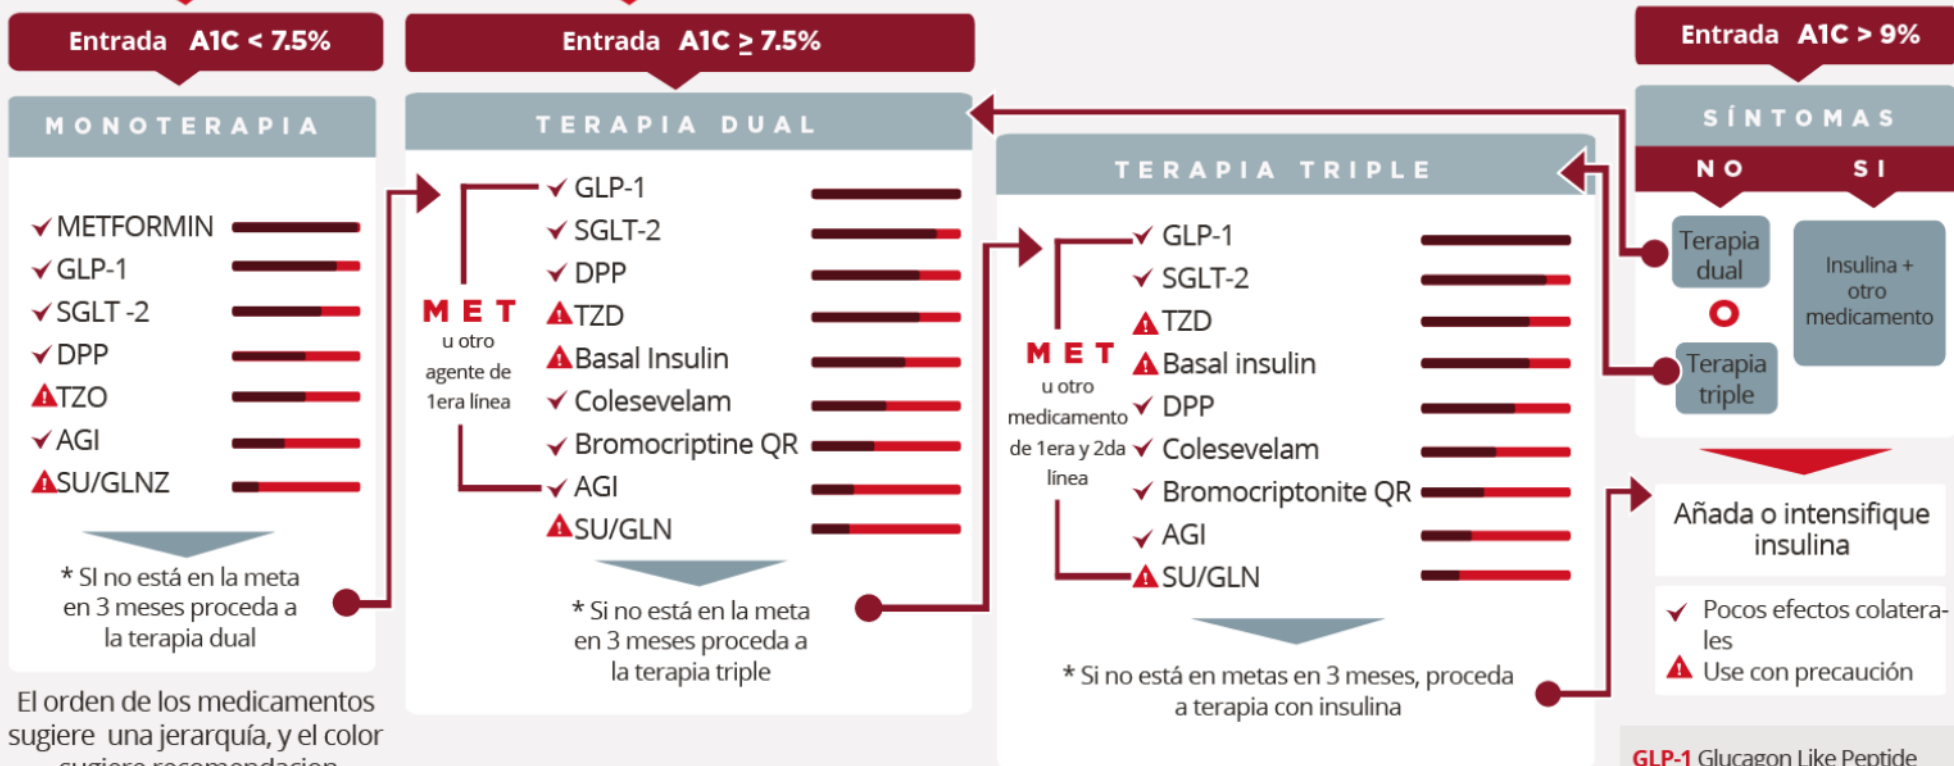 Entrada A1C < 7.5%
MONOTERAPIA
METFORMIN
GLP-1
SGLT -2
DPP
TZO
AGI
SU/GLNZ
* SI no está en la meta
en 3 meses proceda a
la terapia dual
El orden de los medicamentos
sugiere una jerarquía, y el color
sugiere recomendacion
Entrada A1C ≥ 7.5%
TERAPIA DUAL
MET
u otro
agente de
1era línea
GLP-1
SGLT-2
DPP
TZD
Basal Insulin
Colesevelam
Bromocriptine QR
AGI
SU/GLN
* Si no está en la meta
en 3 meses proceda a
la terapia triple
TERAPIA TRIPLE
MET
u otro
medicamento
de 1era y 2da
línea
GLP-1
SGLT-2
TZD
Basal insulin
DPP
Colesevelam
Bromocriptonite QR
AGI
SU/GLN
* Si no está en metas en 3 meses, proceda
a terapia con insulina
Entrada A1C > 9%
SÍNTOMAS
NO SI
Terapia
dual
O
Terapia
triple
Insulina +
otro
medicamento
Añada o intensifique
insulina
Pocos efectos colatera-
les
Use con precaución
GLP-1 Glucagon Like Peptide